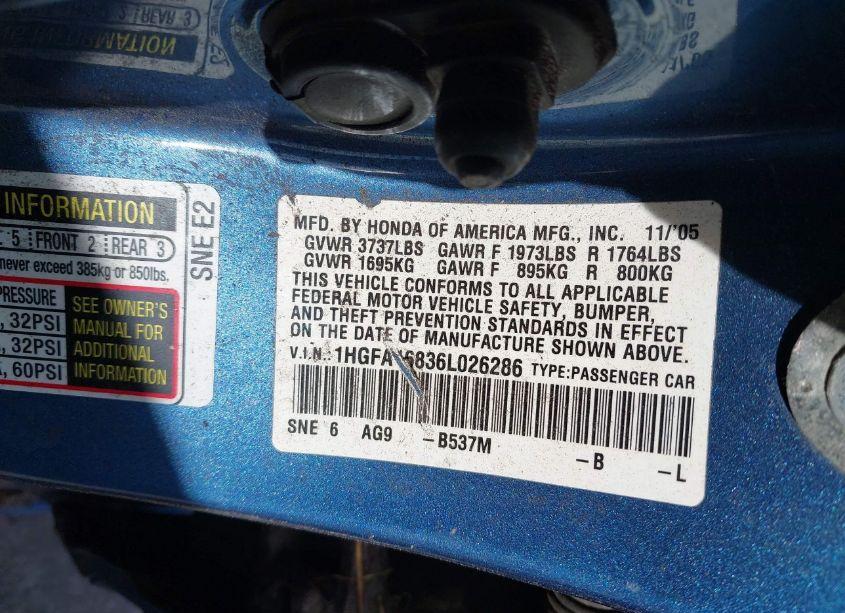 INFORMATION
5 FRONT 2 REAR 3
never exceed 385kg or 850lbs.
PRESSURE
32PSI
32PSI
60PSI
SEE OWNER'S
MANUAL FOR
ADDITIONAL
INFORMATION
SNE E2
MFD. BY HONDA OF AMERICA MFG., INC. 11/'05
GVWR 3737LBS GAWR F 1973LBS R 1764LBS
GVWR 1695KG GAWR F 895KG R 800KG
THIS VEHICLE CONFORMS TO ALL APPLICABLE
FEDERAL MOTOR VEHICLE SAFETY, BUMPER,
AND THEFT PREVENTION STANDARDS IN EFFECT
ON THE DATE OF MANUFACTURE SHOWN ABOVE.
V.I.N.: TYPE:PASSENGER CAR
SNE 6 AG9 -B537M -B -L